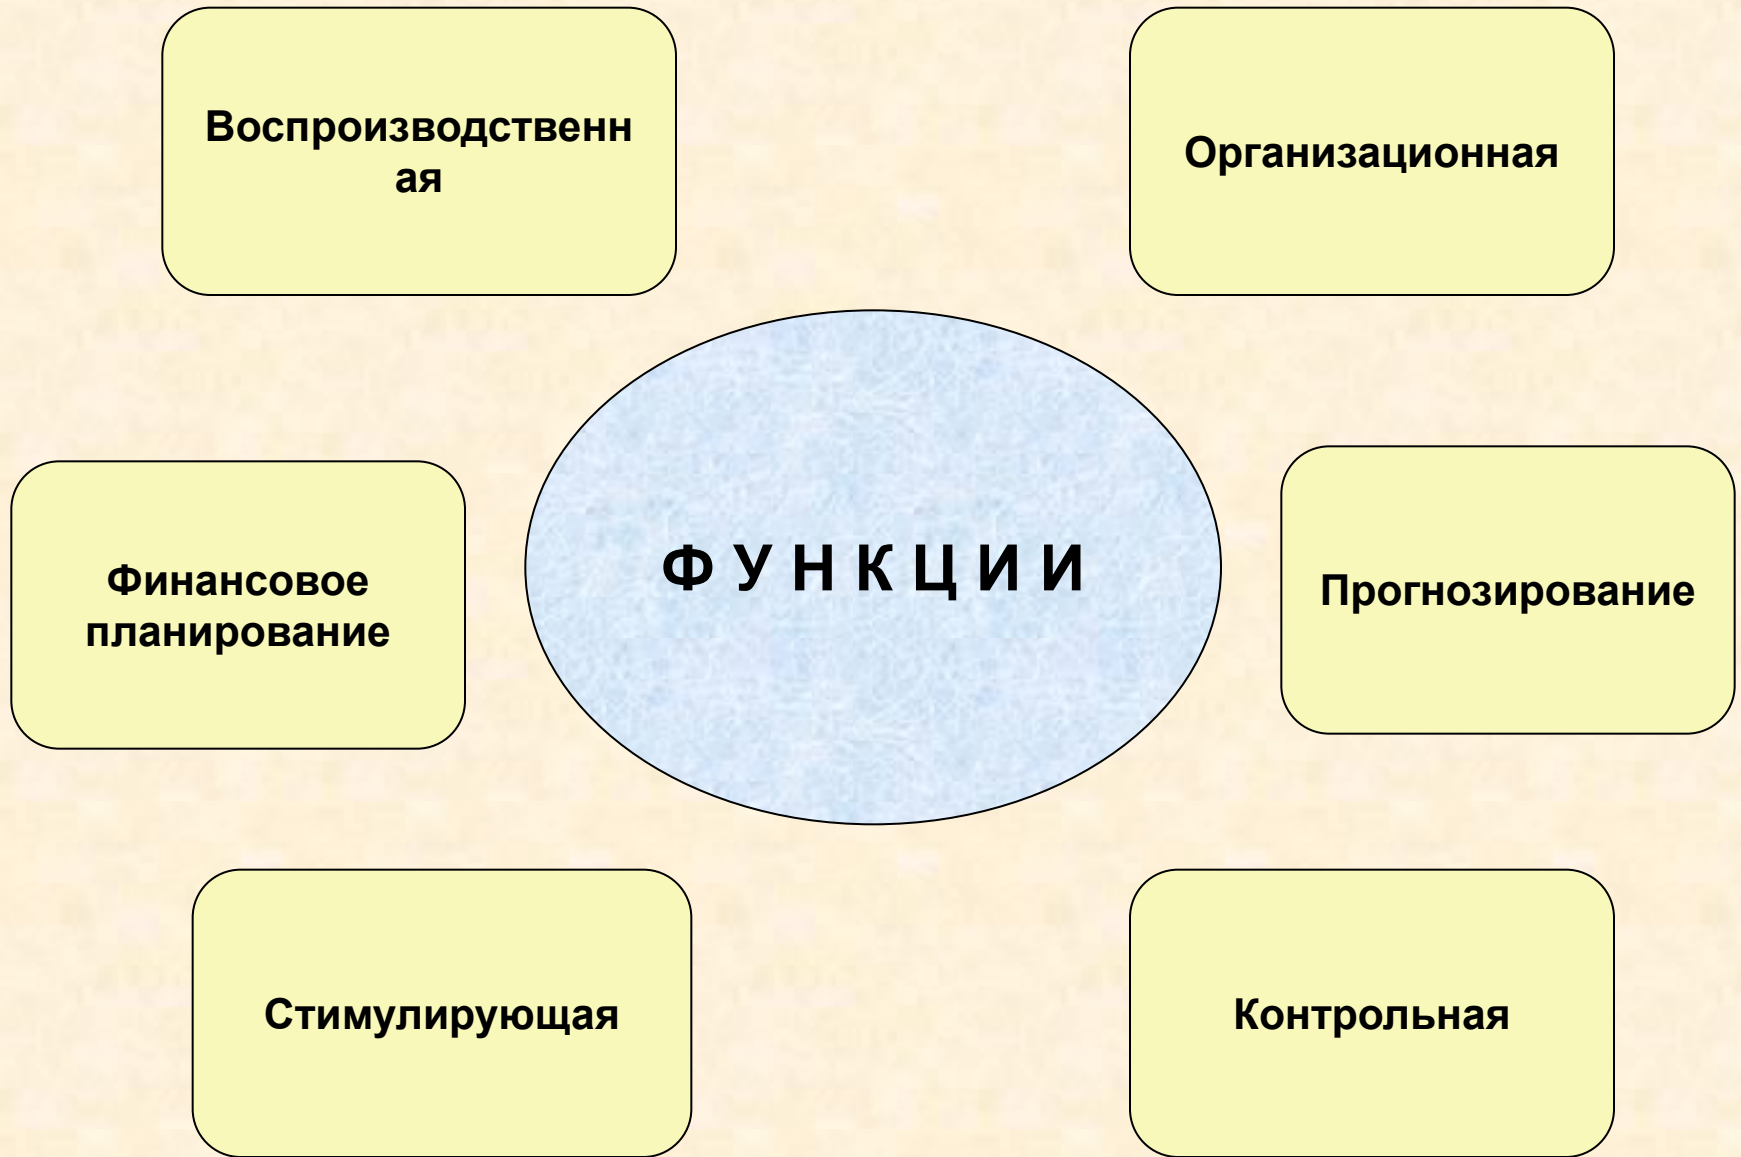 Воспроизводственн
ая
Организационная
Ф У Н К Ц И И
Финансовое
планирование
Прогнозирование
Стимулирующая
Контрольная